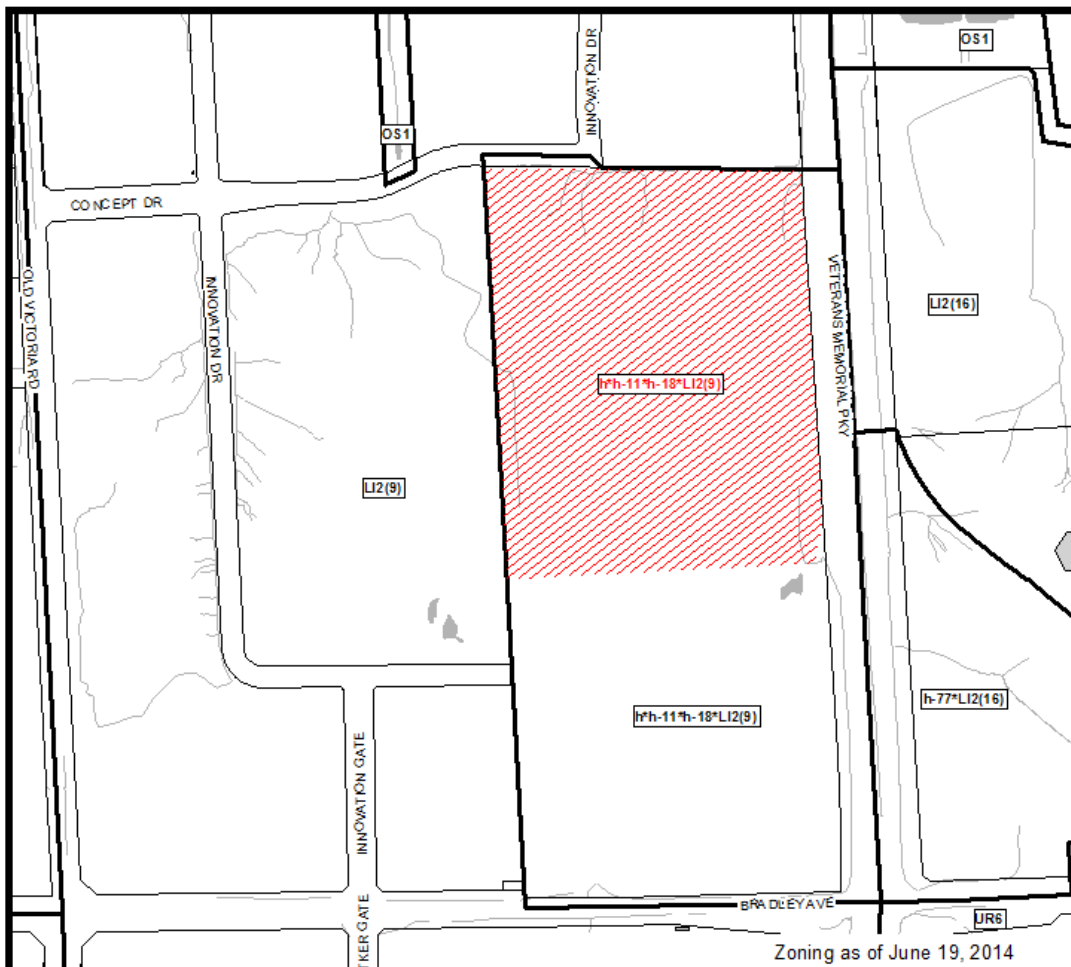 OS1
INNOVATION DR
OS1
CONCEPT DR
OLD VICTORIA RD
INNOVATION DR
VETERANS MEMORIAL PKY
LI2(16)
h*h-11*h-18*LI2(9)
LI2(9)
h*h-11*h-18*LI2(9)
h-77*LI2(16)
INNOVATION GATE
BRADLEY AVE
UR6
TKER GATE
Zoning as of June 19, 2014